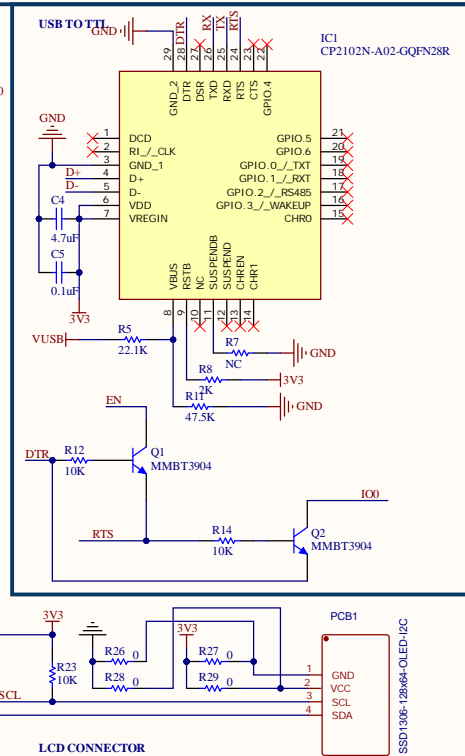 USB TO TTL
GND
DTR
RX
TX
RTS
IC1
CP2102N-A02-GQFN28R
29
28
27
26
25
24
23
22
GND_2
DTR
DSR
TXD
RXD
RTS
CTS
GPIO.4
GND
1
DCD
GPIO.5
21
2
RI_/_CLK
GPIO.6
20
3
GND_1
GPIO.0_/_TXT
19
D+
4
D+
GPIO.1_/_RXT
18
D-
5
D-
GPIO.2_/_RS485
17
6
VDD
GPIO.3_/_WAKEUP
16
7
VREGIN
CHR0
15
C4
4.7uF
C5
0.1uF
3V3
VBUS
RSTB
NC
SUSPENDB
SUSPEND
CHREN
CHR1
8
9
10
11
12
13
14
VUSB
R5
22.1K
R7
NC
GND
R8
2K
3V3
R11
47.5K
GND
EN
DTR
R12
10K
Q1
MMBT3904
IO0
RTS
R14
10K
Q2
MMBT3904
3V3
R23
10K
SCL
R26
0
R28
0
3V3
R27
0
R29
0
PCB1
1
GND
2
VCC
3
SCL
4
SDA
SSD1306-128x64-OLED-I2C
LCD CONNECTOR